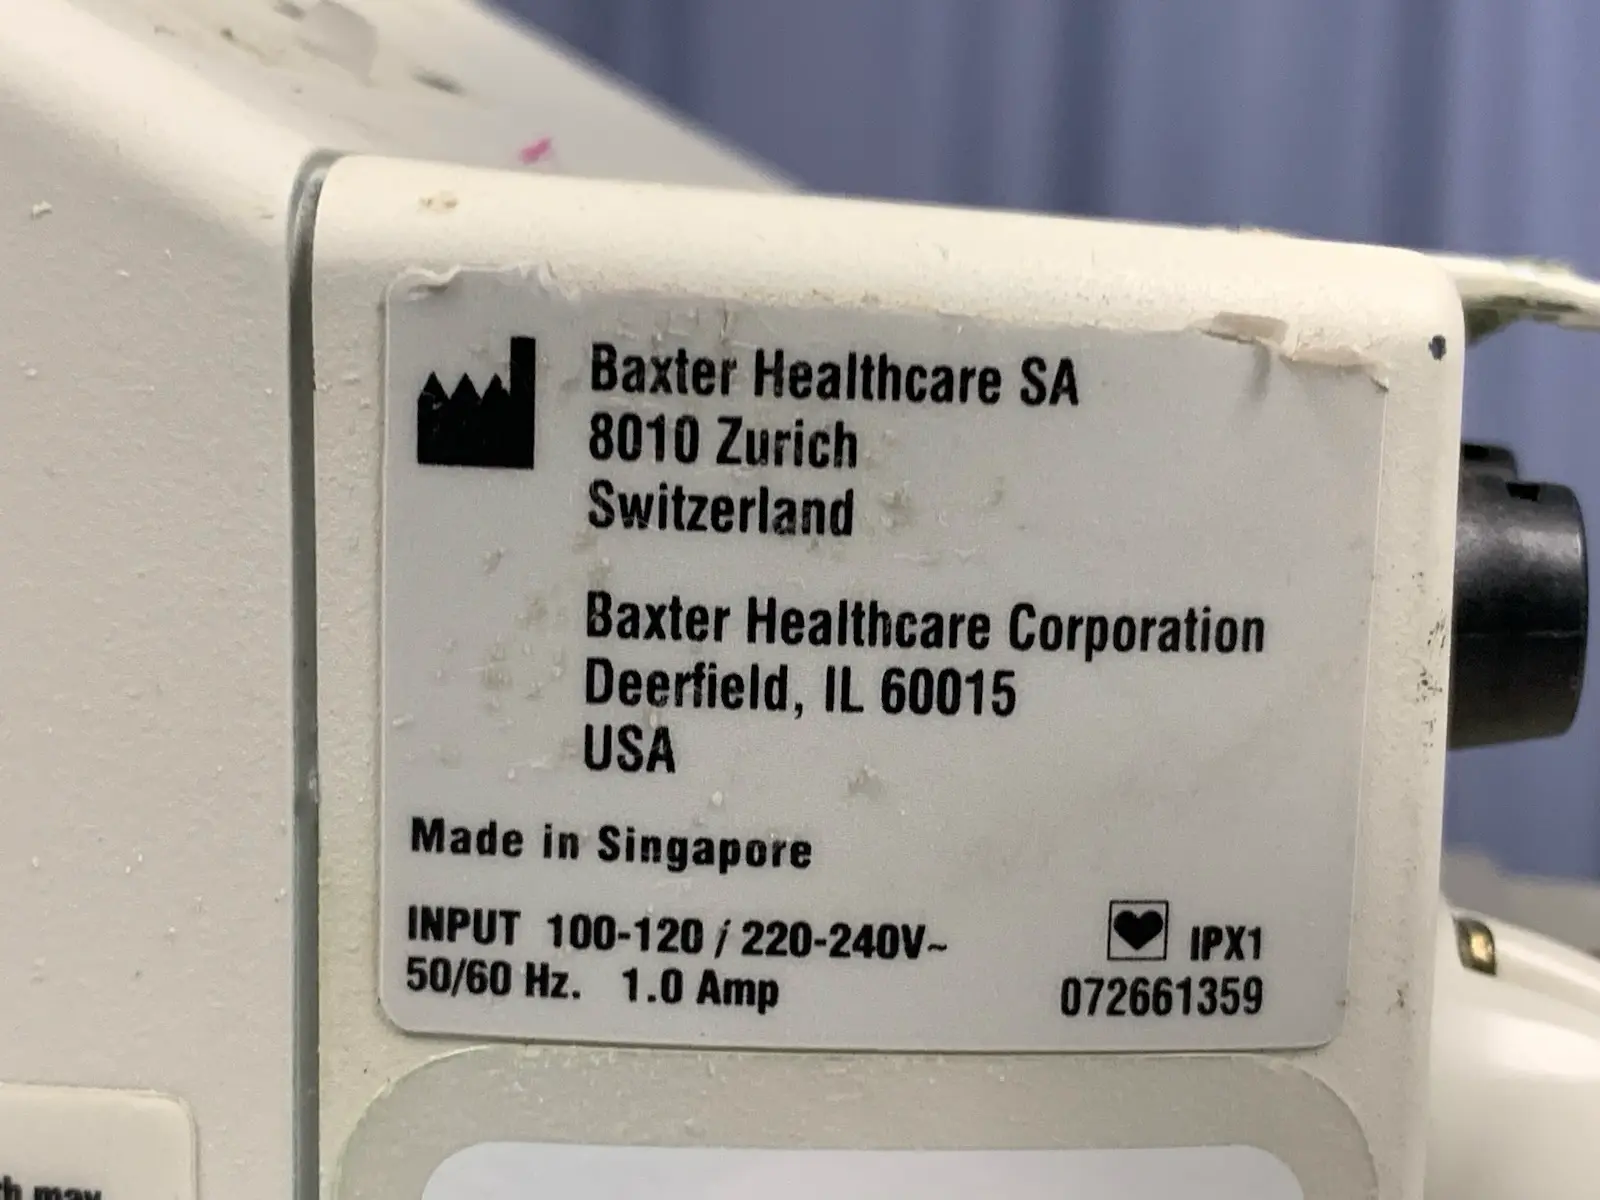 Baxter Healthcare SA
8010 Zurich
Switzerland
Baxter Healthcare Corporation
Deerfield, IL 60015
USA
Made in Singapore
INPUT 100-120 / 220-240V~
50/60 Hz. 1.0 Amp
IPX1
072661359
may